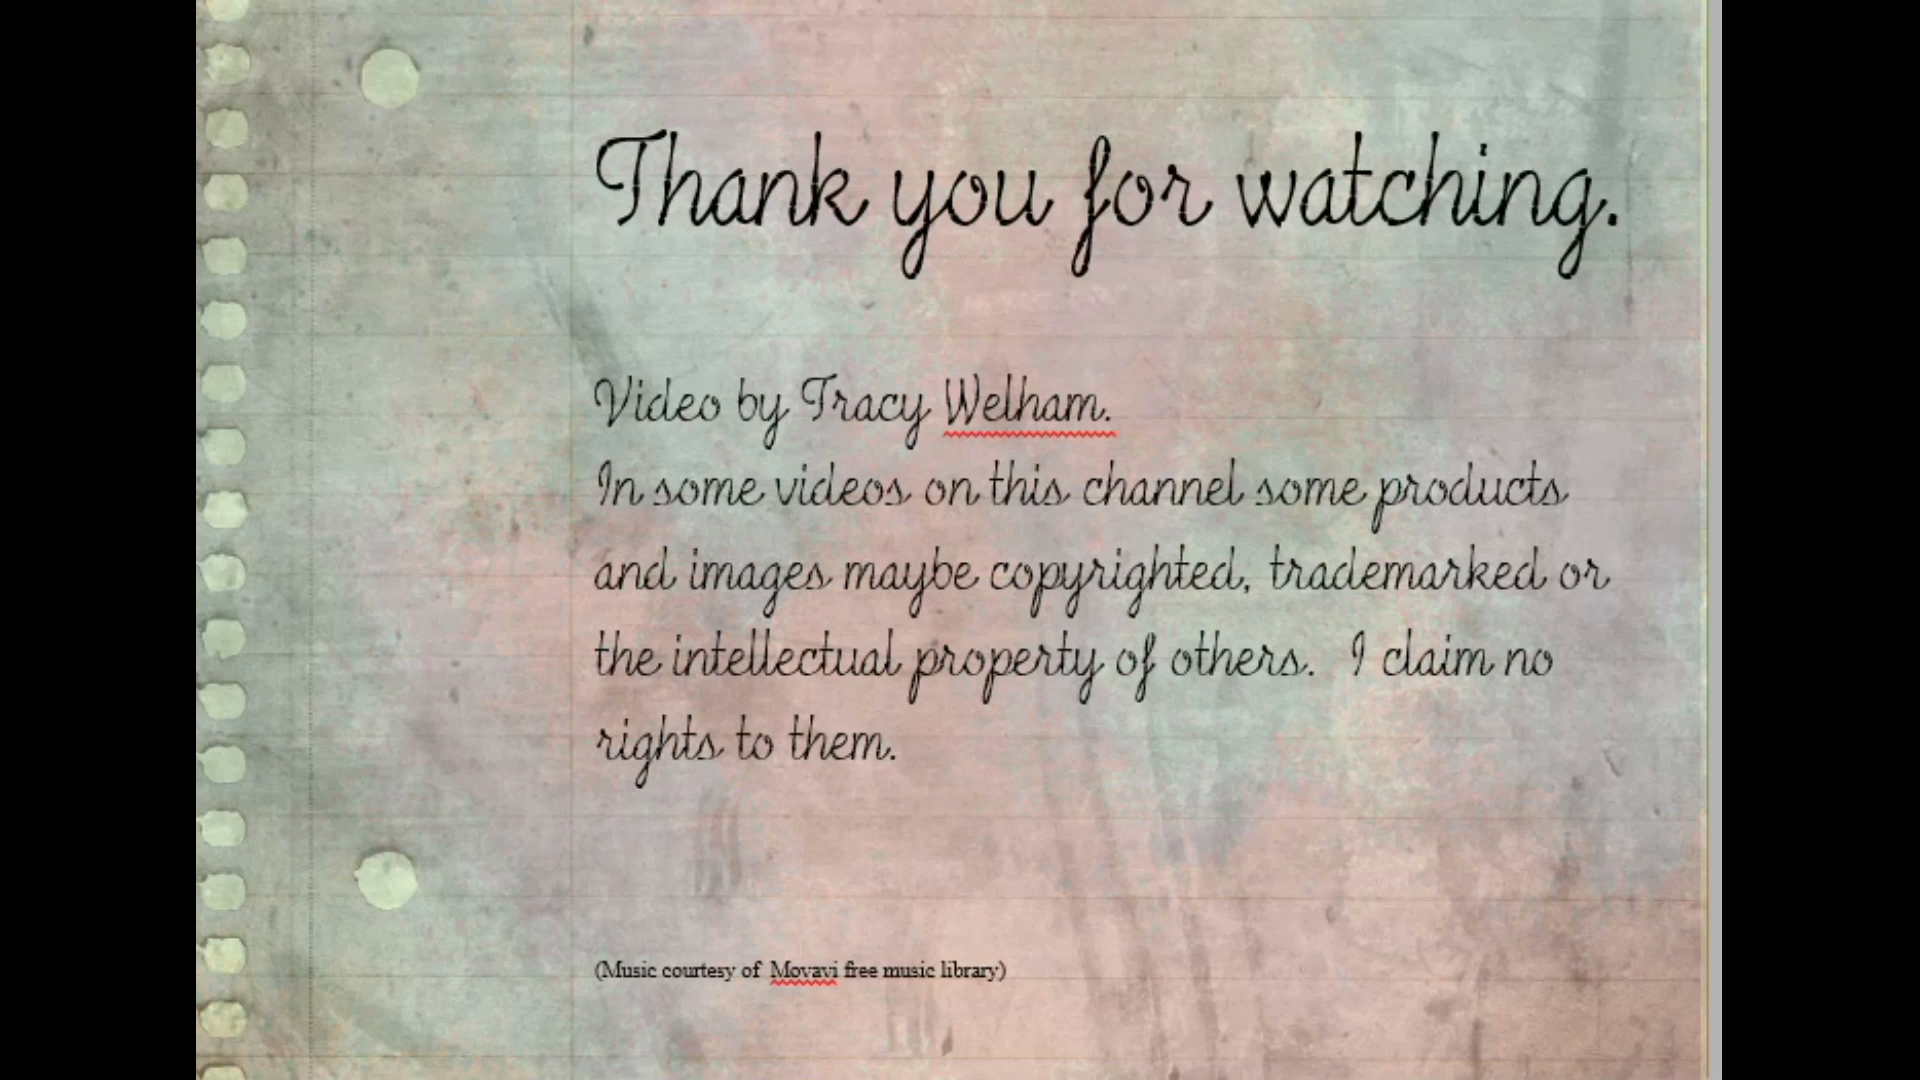 Thank you for watching.
Video by Tracy Welham.
In some videos on this channel some products
and images maybe copyrighted, trademarked or
the intellectual property of others.  I claim no
rights to them.
(Music courtesy of  Movavi free music library)